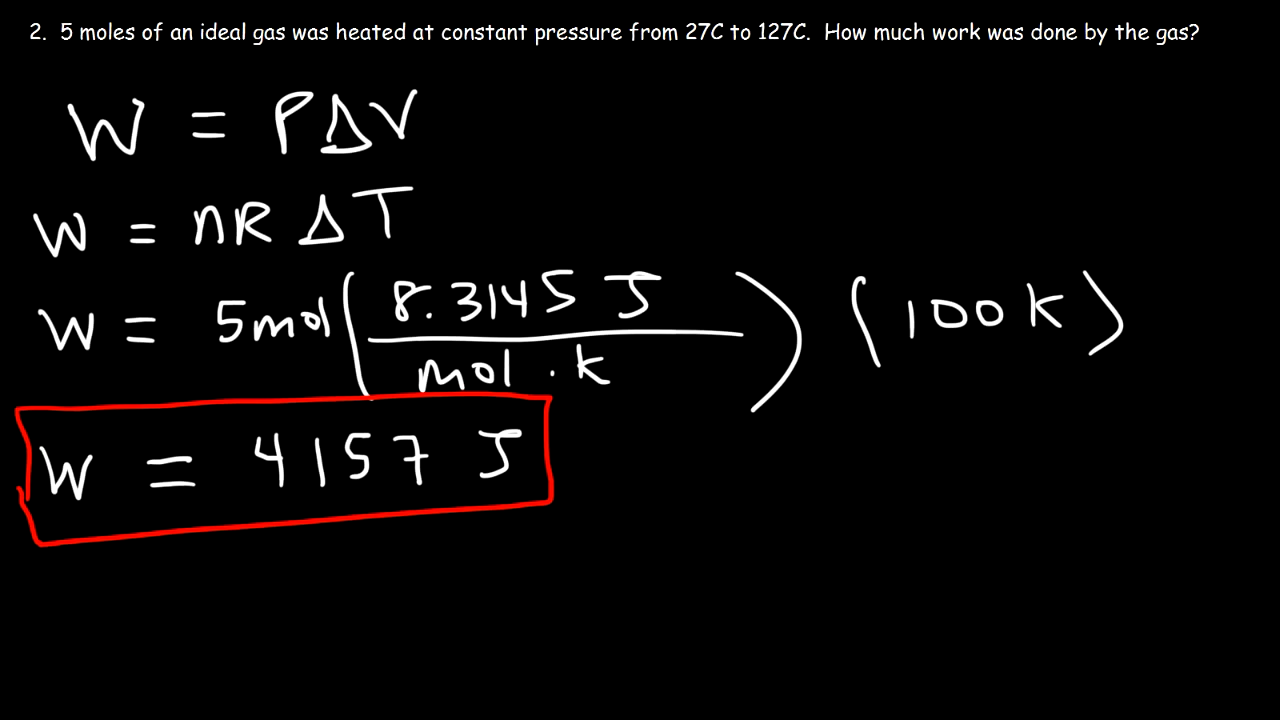 2. 5 moles of an ideal gas was heated at constant pressure from 27C to 127C. How much work was done by the gas?
W = PΔV
W = nRΔT
W = 5mol (8.3145 J / mol · k) (100k)
W = 4157 J